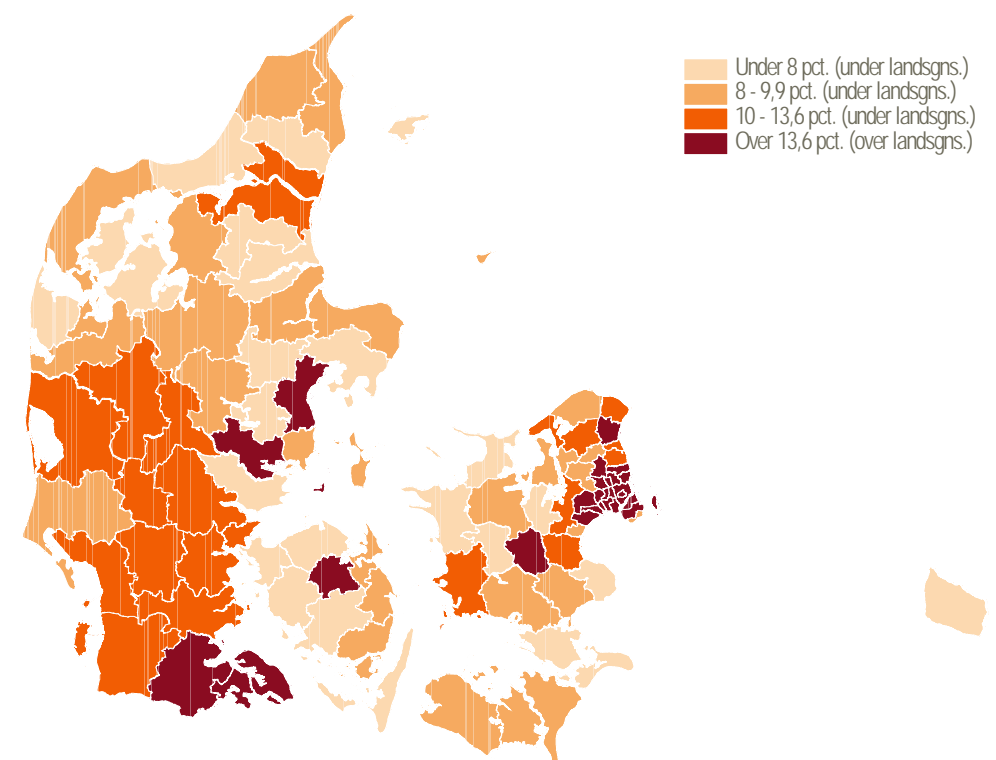 Under 8 pct. (under landsgns.)
8 - 9,9 pct. (under landsgns.)
10 - 13,6 pct. (under landsgns.)
Over 13,6 pct. (over landsgns.)